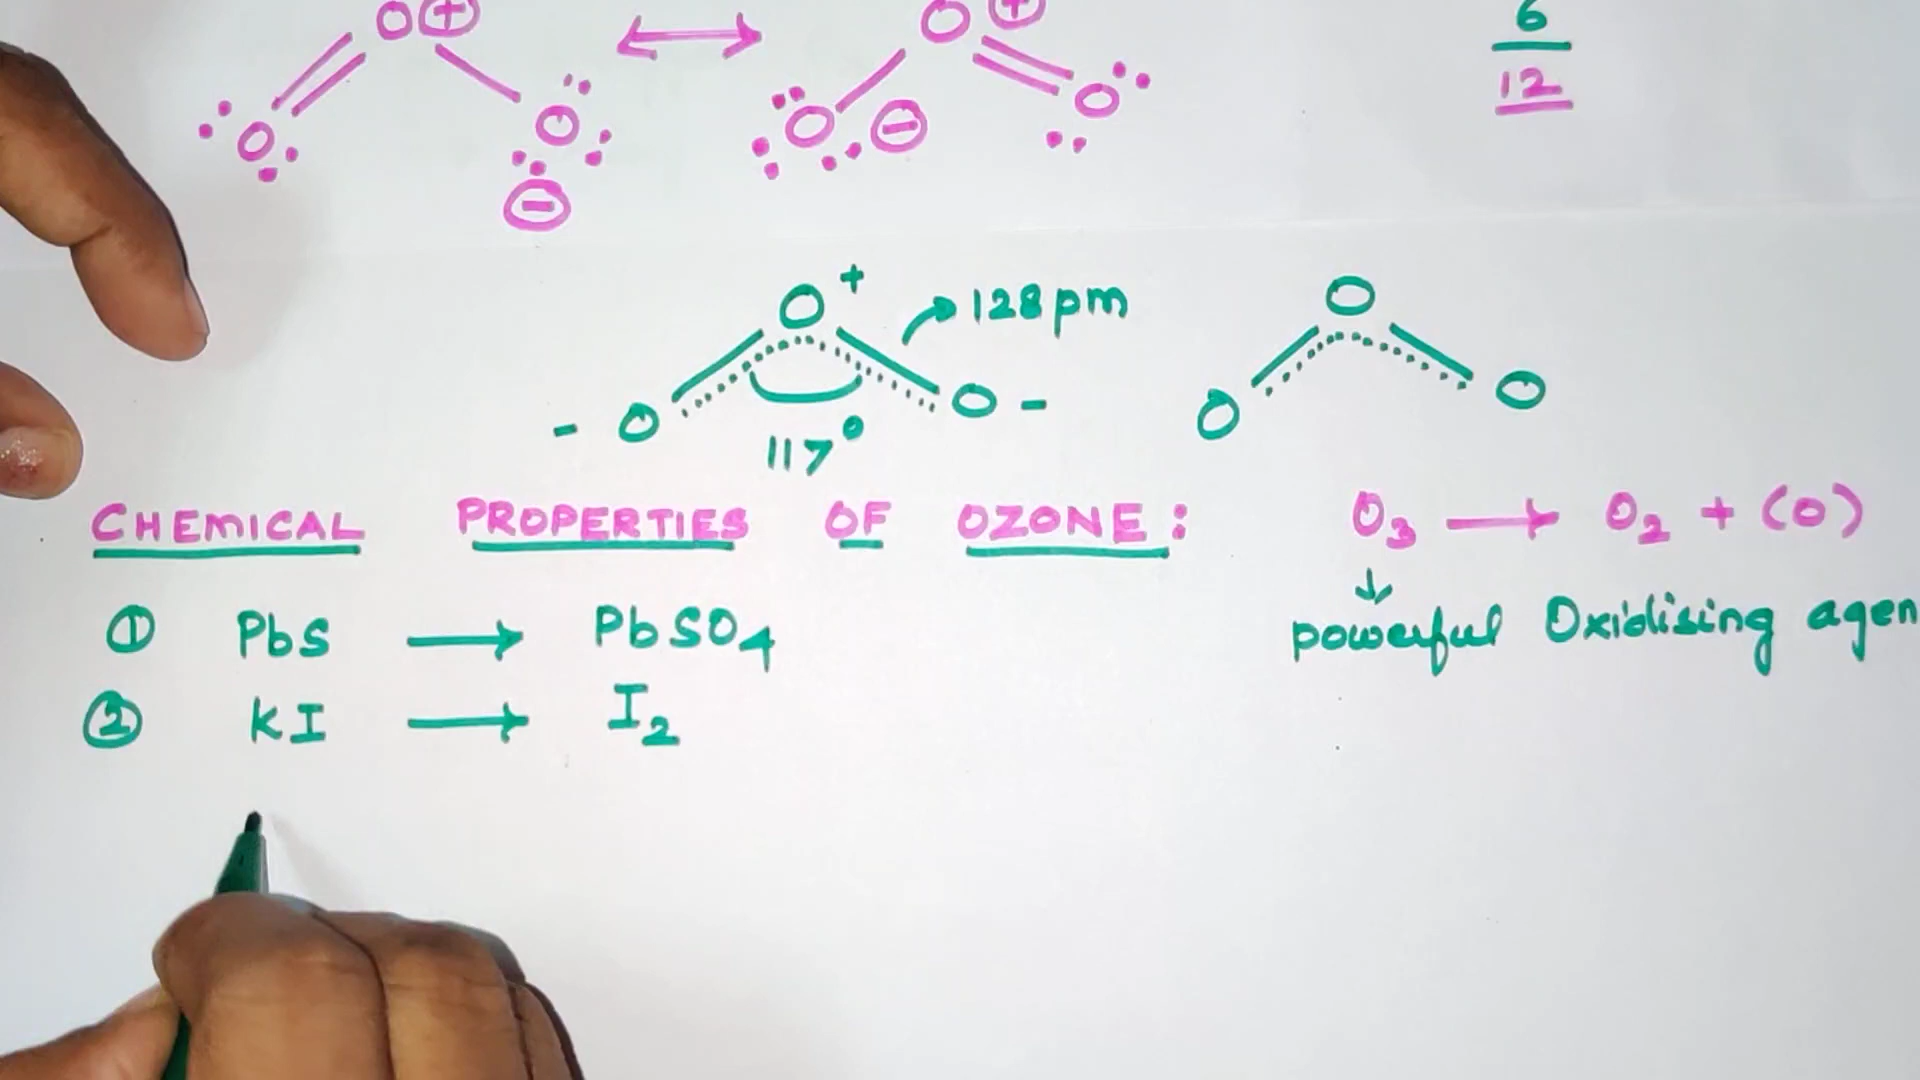 O⊕ ⟷ O⊕ 6
O O O ⊖ O 12
⊖
O⁺ 128pm O
- O O - O O
117°
CHEMICAL PROPERTIES OF OZONE: O₃ ⟶ O₂ + (O)
① PbS ⟶ PbSO₄ powerful Oxidising agen
② KI ⟶ I₂